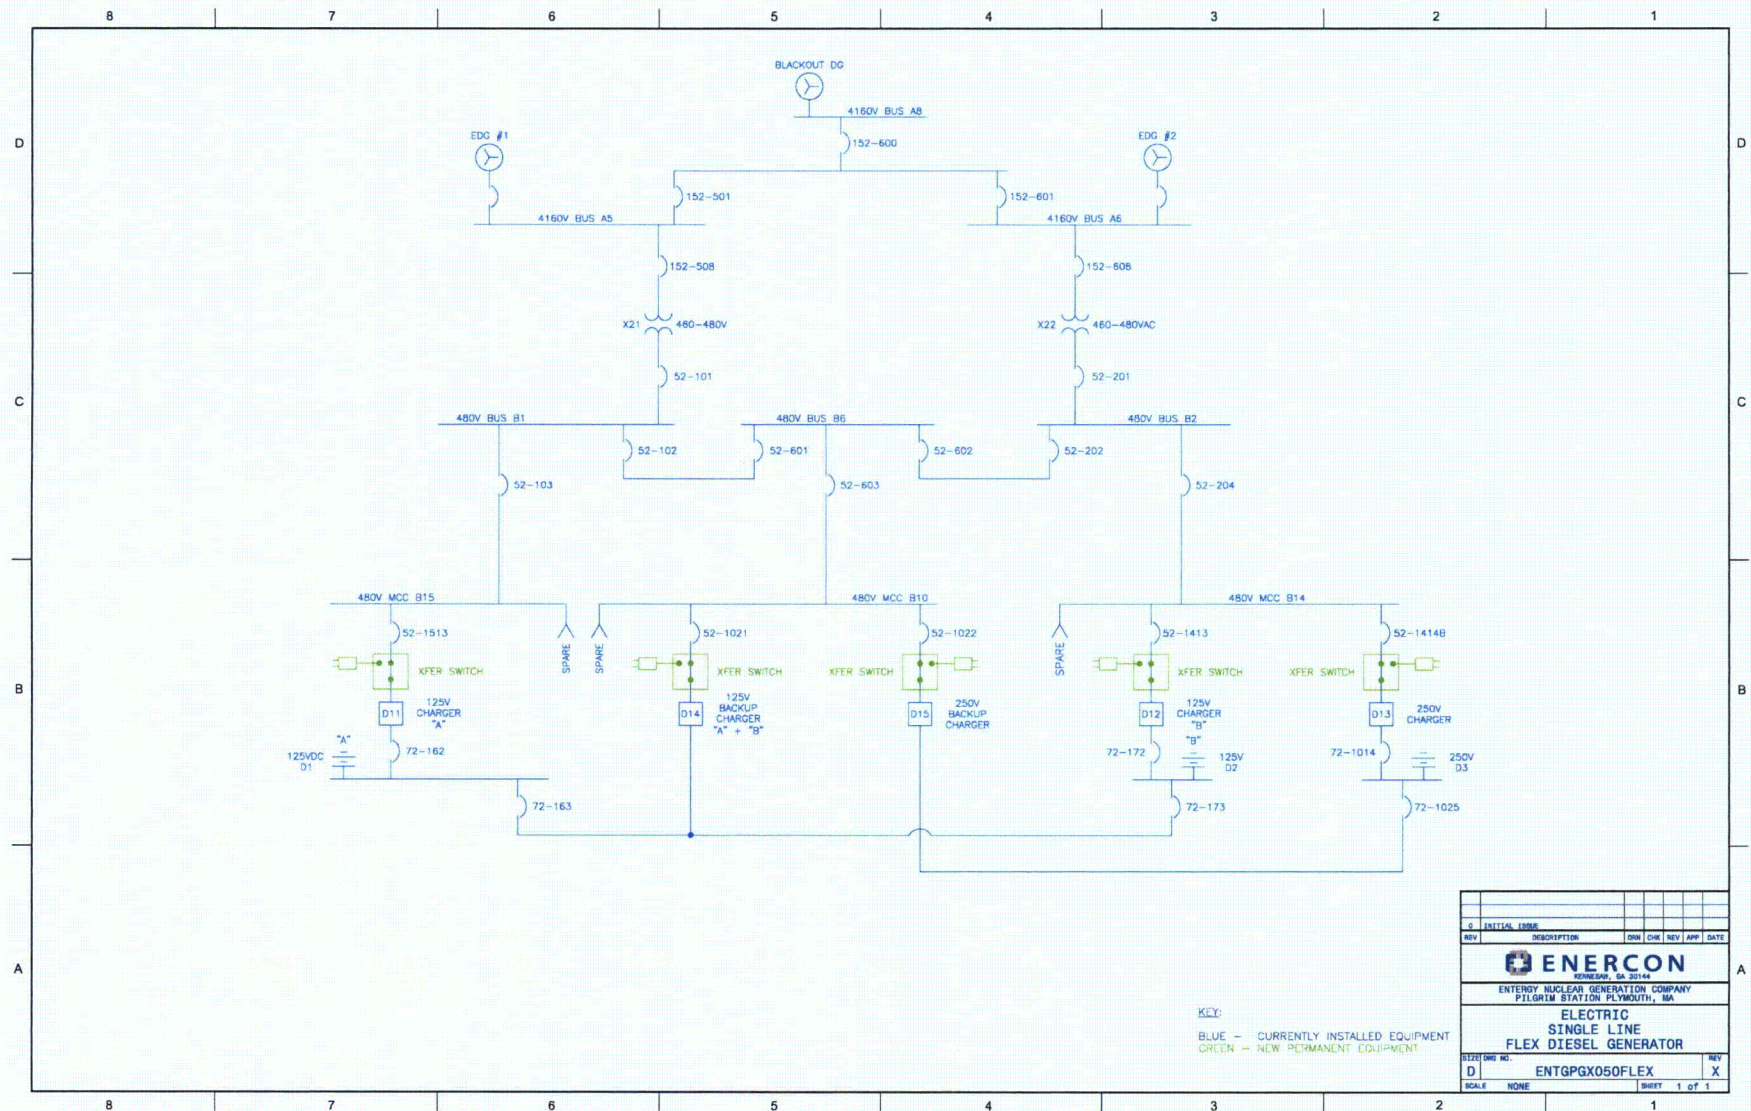 8 7 6 5 4 3 2 1
BLACKOUT DG
4160V BUS A8
EDG #1
EDG #2
D
152-600
D
152-501
152-601
4160V BUS A5
4160V BUS A6
152-508
152-608
X21
460-480V
X22
460-480VAC
52-101
52-201
C
C
480V BUS B1
480V BUS B6
480V BUS B2
52-102
52-601
52-602
52-202
52-103
52-603
52-204
480V MCC B15
480V MCC B10
480V MCC B14
52-1513
SPARE
SPARE
52-1021
52-1022
SPARE
52-1413
52-1414B
XFER SWITCH
XFER SWITCH
XFER SWITCH
XFER SWITCH
XFER SWITCH
B
B
D11
125V
CHARGER
"A"
D14
125V
BACKUP
CHARGER
"A" + "B"
D15
250V
BACKUP
CHARGER
D12
125V
CHARGER
"B"
D13
250V
CHARGER
"A"
125VDC
D1
72-162
72-172
"B"
125V
D2
72-1014
250V
D3
72-163
72-173
72-1025
0 INITIAL ISSUE
REV DESCRIPTION DRN CHK REV APP DATE
A
A
ENERCON
KENNESAW, GA 30144
ENTERGY NUCLEAR GENERATION COMPANY
PILGRIM STATION PLYMOUTH, MA
ELECTRIC
SINGLE LINE
FLEX DIESEL GENERATOR
KEY:
BLUE - CURRENTLY INSTALLED EQUIPMENT
GREEN - NEW PERMANENT EQUIPMENT
SIZE DWG NO. REV
D ENTGPGX050FLEX X
SCALE NONE SHEET 1 of 1
8 7 6 5 4 3 2 1